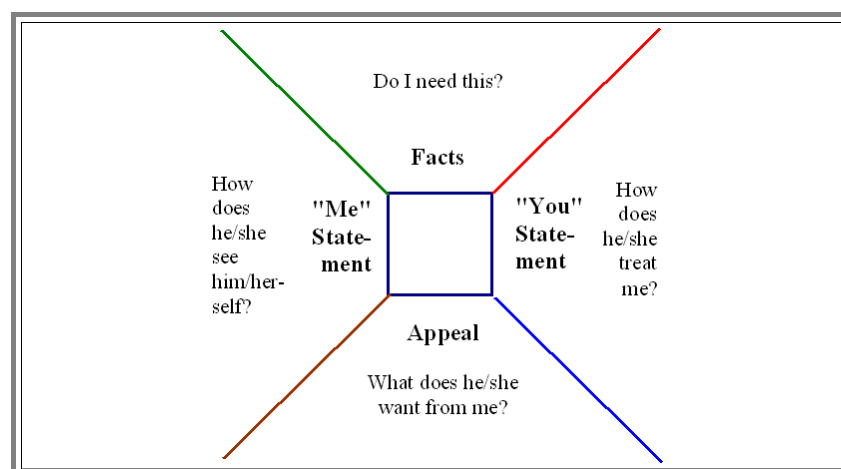 Do I need this?
Facts
How
does
he/she
see
him/her-
self?
"Me"
State-
ment
"You"
State-
ment
How
does
he/she
treat
me?
Appeal
What does he/she
want from me?